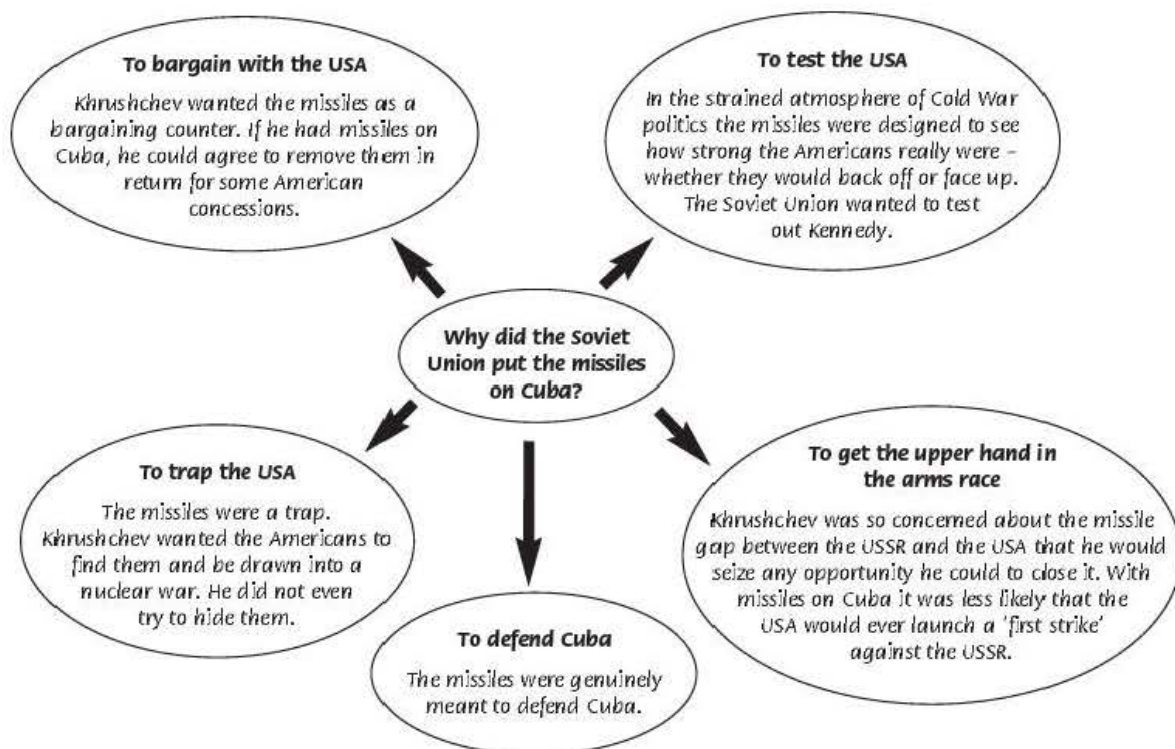 To bargain with the USA
Khrushchev wanted the missiles as a
bargaining counter. If he had missiles on
Cuba, he could agree to remove them in
return for some American
concessions.
To test the USA
In the strained atmosphere of Cold War
politics the missiles were designed to see
how strong the Americans really were –
whether they would back off or face up.
The Soviet Union wanted to test
out Kennedy.
Why did the Soviet
Union put the missiles
on Cuba?
To trap the USA
The missiles were a trap.
Khrushchev wanted the Americans to
find them and be drawn into a
nuclear war. He did not even
try to hide them.
To defend Cuba
The missiles were genuinely
meant to defend Cuba.
To get the upper hand in
the arms race
Khrushchev was so concerned about the missile
gap between the USSR and the USA that he would
seize any opportunity he could to close it. With
missiles on Cuba it was less likely that the
USA would ever launch a 'first strike'
against the USSR.